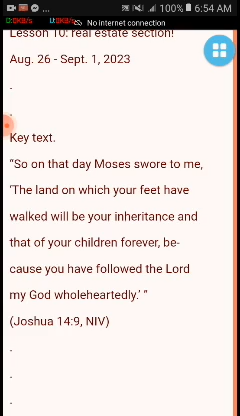 100% 6:54 AM
0:0KB/s U:0KB/s No internet connection
Lesson 10: real estate section!
Aug. 26 - Sept. 1, 2023
.
.
Key text.
“So on that day Moses swore to me,
‘The land on which your feet have
walked will be your inheritance and
that of your children forever, be-
cause you have followed the Lord
my God wholeheartedly.’ “
(Joshua 14:9, NIV)
.
.
.